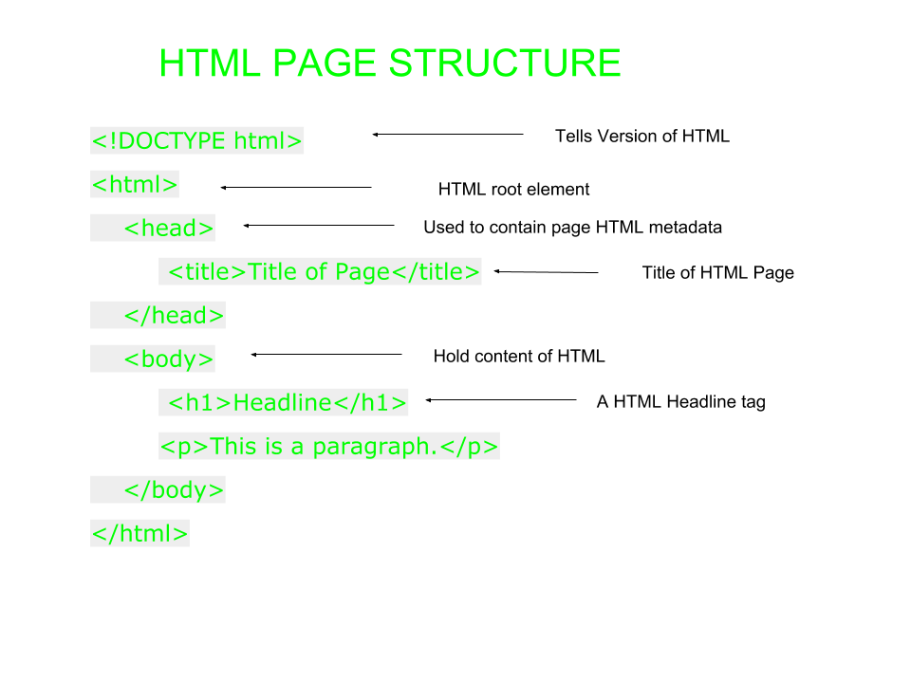 HTML PAGE STRUCTURE
<!DOCTYPE html> Tells Version of HTML
<html> HTML root element
<head> Used to contain page HTML metadata
<title>Title of Page</title> Title of HTML Page
</head>
<body> Hold content of HTML
<h1>Headline</h1> A HTML Headline tag
<p>This is a paragraph.</p>
</body>
</html>